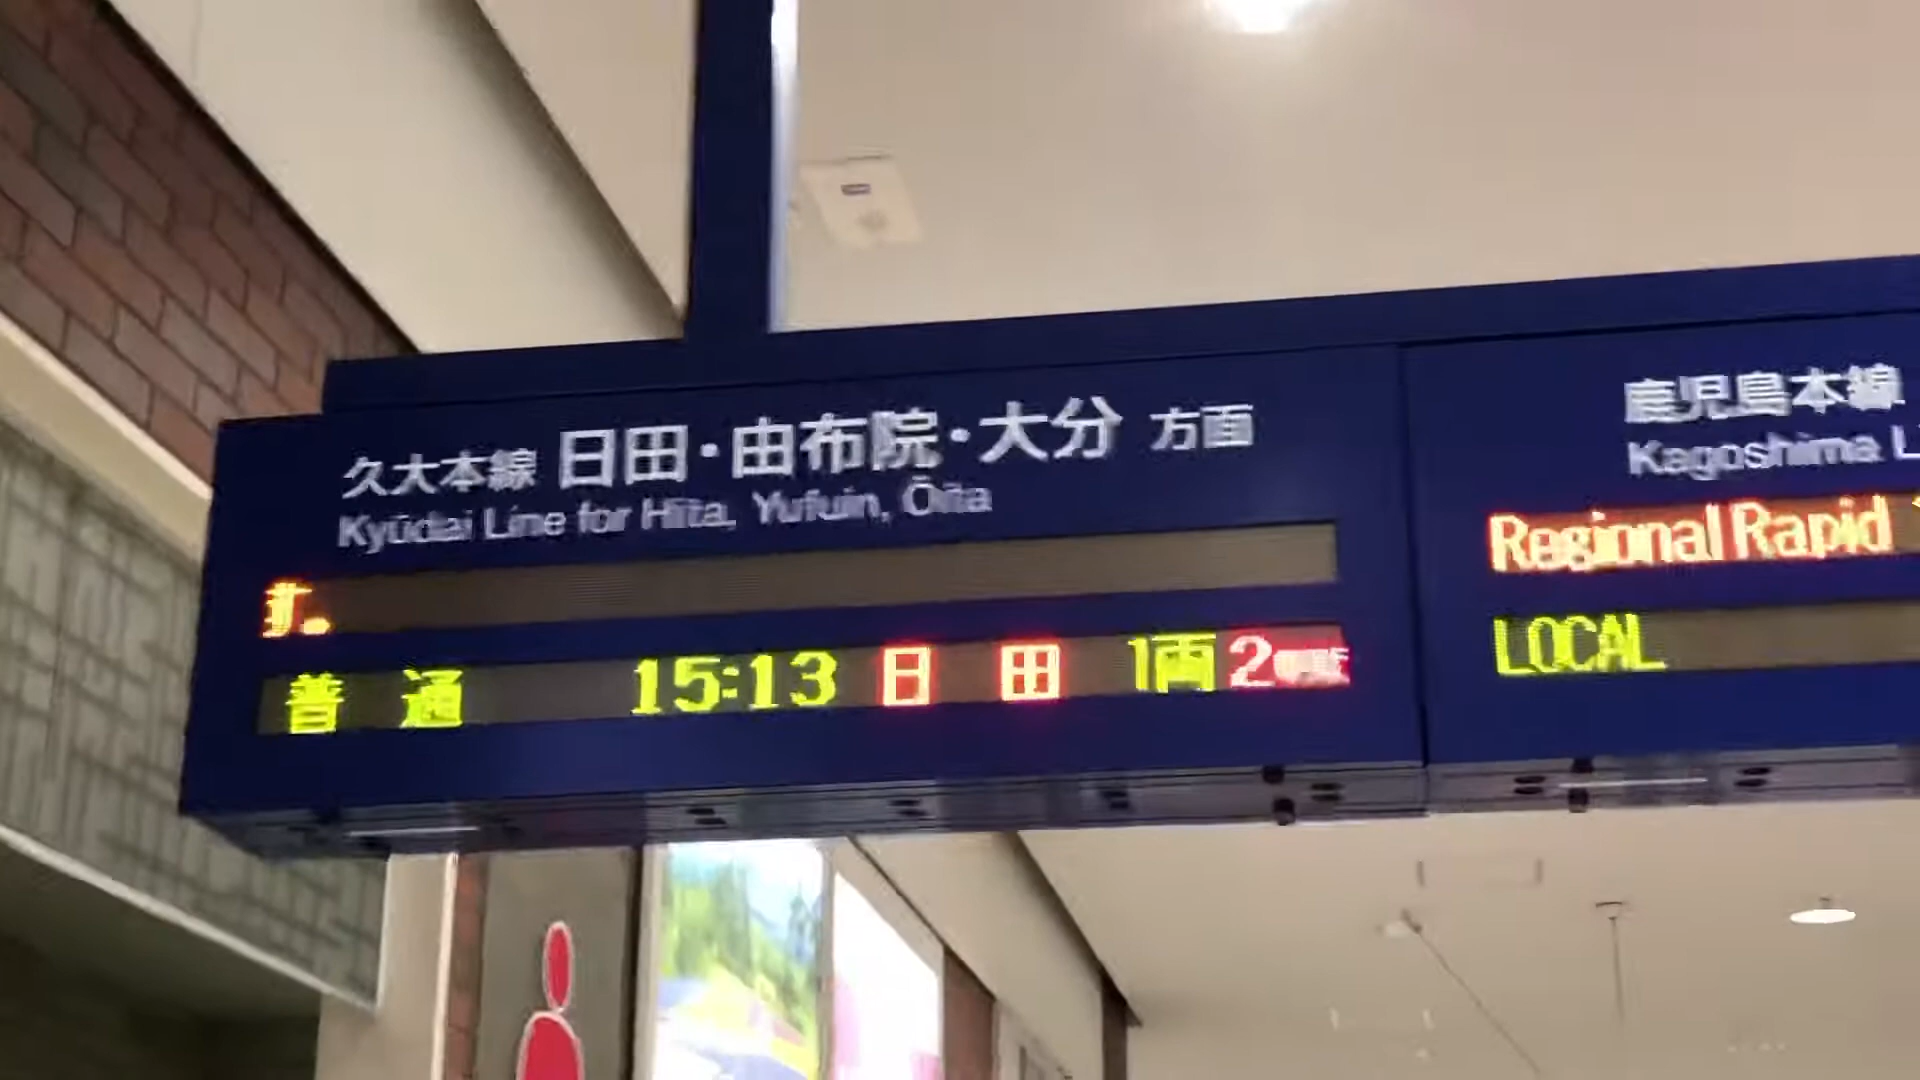 久大本線 日田・由布院・大分 方面
Kyūdai Line for Hita, Yufuin, Ōita
す。
普通 15:13 日田 1両 2
鹿児島本線
Kagoshima L
Regional Rapid
LOCAL